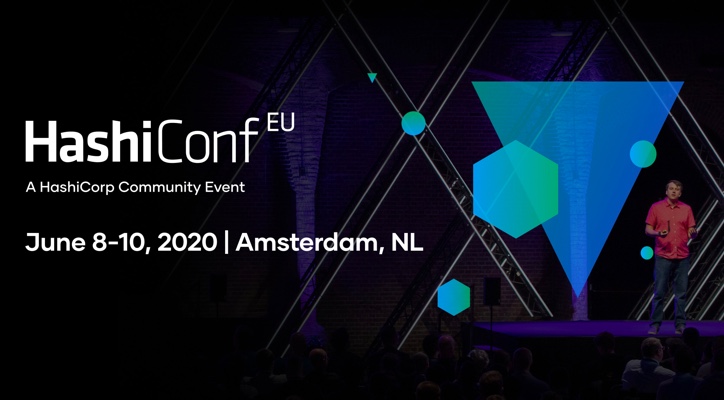 HashiConf EU
A HashiCorp Community Event
June 8-10, 2020 | Amsterdam, NL